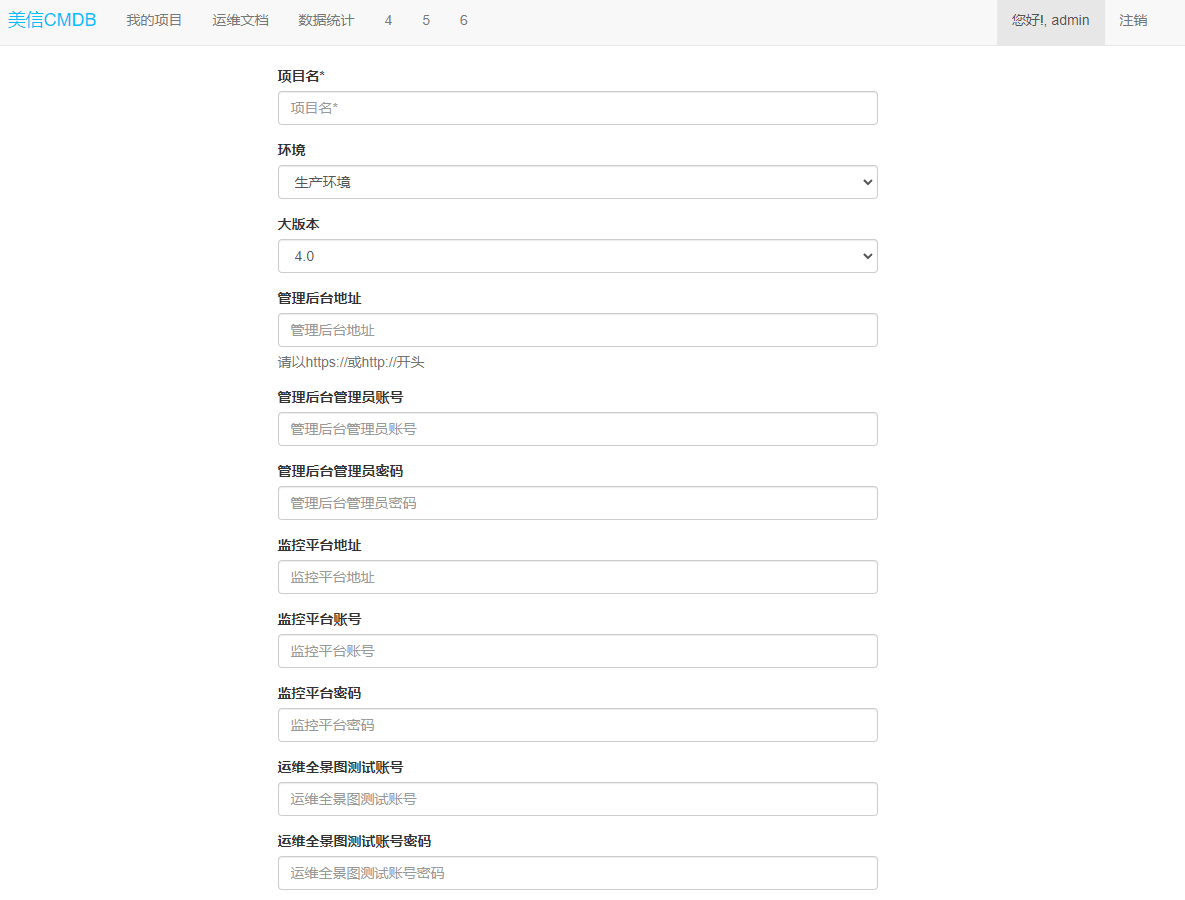 美信CMDB 我的项目 运维文档 数据统计 4 5 6 您好!, admin 注销
项目名*
项目名*
环境
生产环境
大版本
4.0
管理后台地址
管理后台地址
请以https://或http://开头
管理后台管理员账号
管理后台管理员账号
管理后台管理员密码
管理后台管理员密码
监控平台地址
监控平台地址
监控平台账号
监控平台账号
监控平台密码
监控平台密码
运维全景图测试账号
运维全景图测试账号
运维全景图测试账号密码
运维全景图测试账号密码